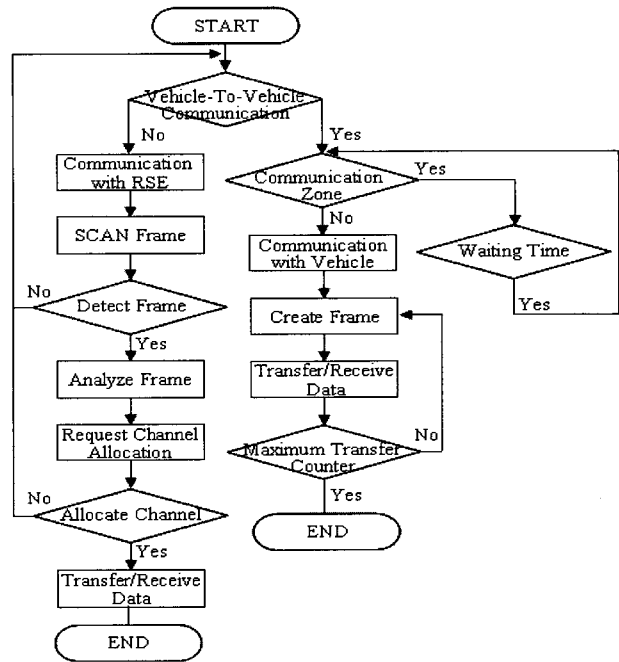 START
Vehicle-To-Vehicle
Communication
No
Yes
Communication
with RSE
SCAN Frame
No
Detect Frame
Yes
Analyze Frame
Request Channel
Allocation
No
Allocate Channel
Yes
Transfer/Receive
Data
END
Communication
Zone
Yes
No
Waiting Time
Yes
Communication
with Vehicle
Create Frame
Transfer/Receive
Data
Maximum Transfer
Counter
No
Yes
END